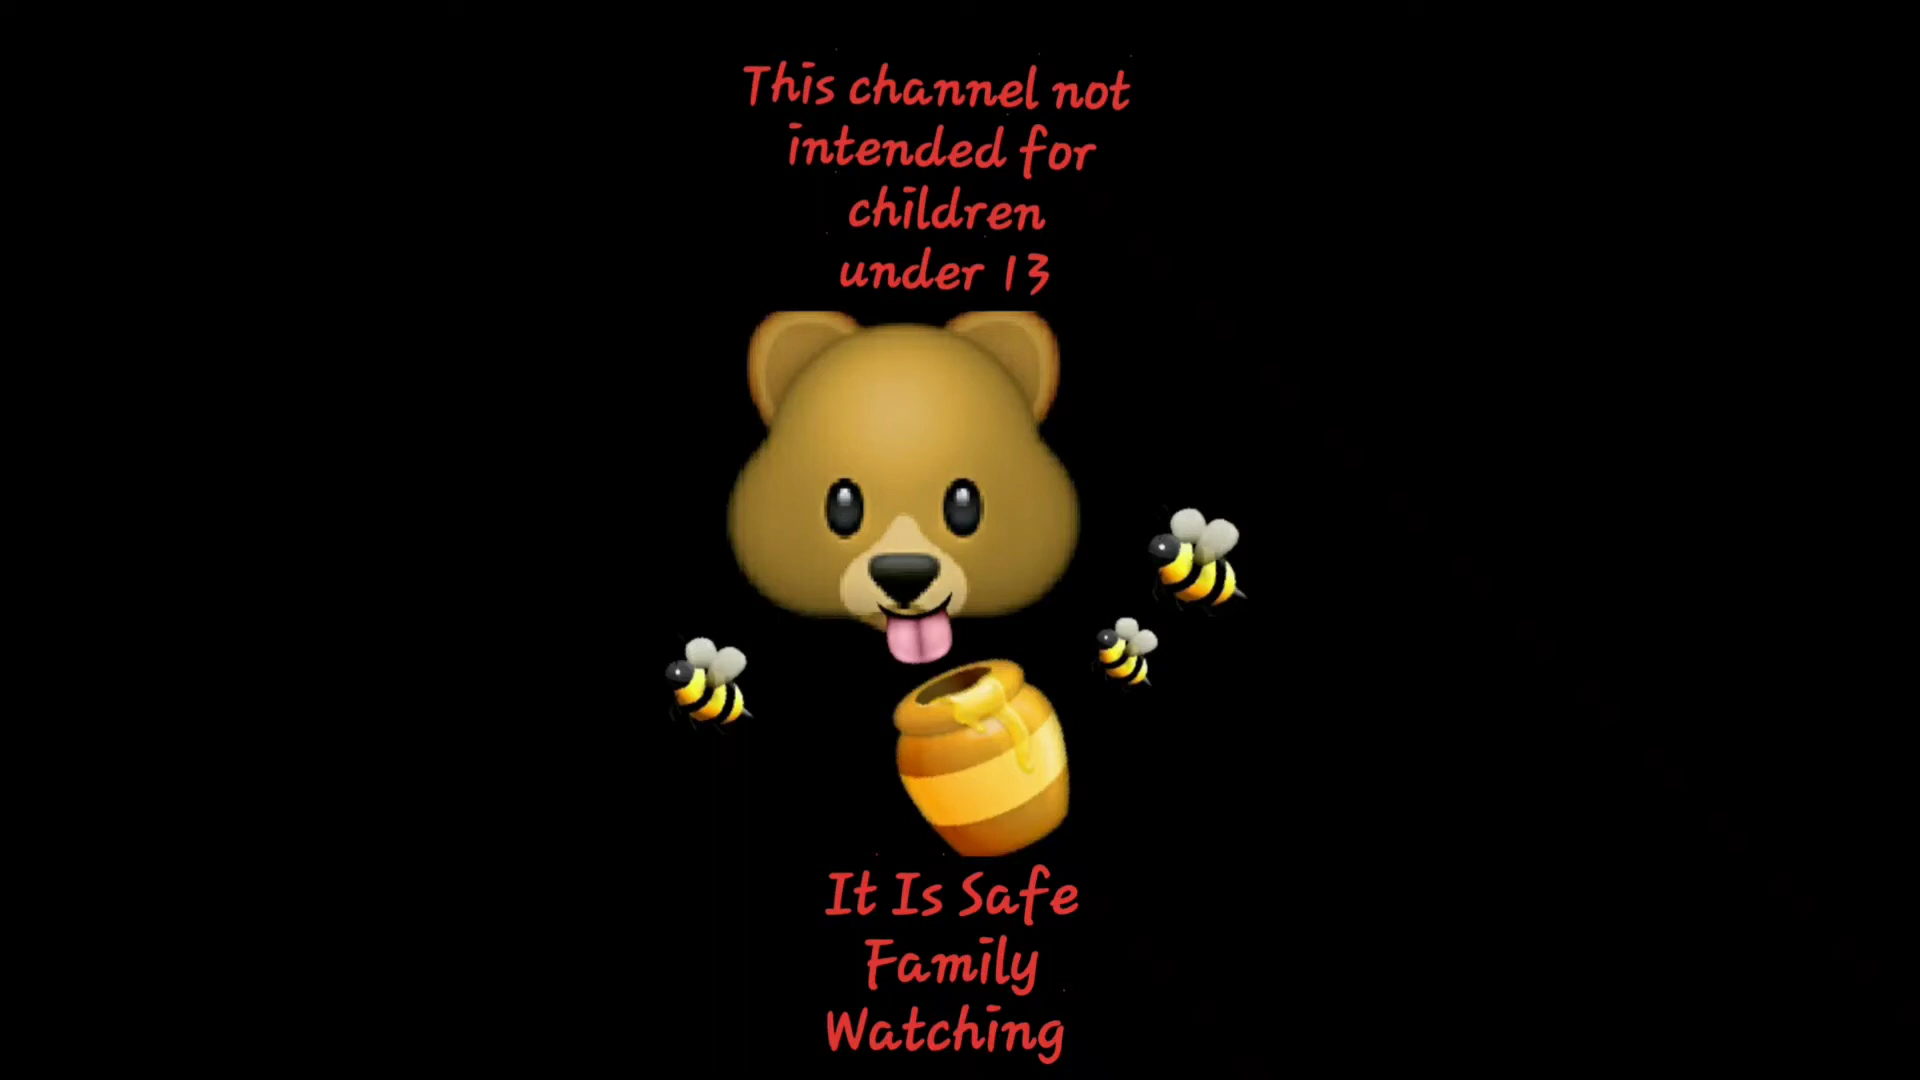 This channel not
intended for
children
under 13
It Is Safe
Family
Watching